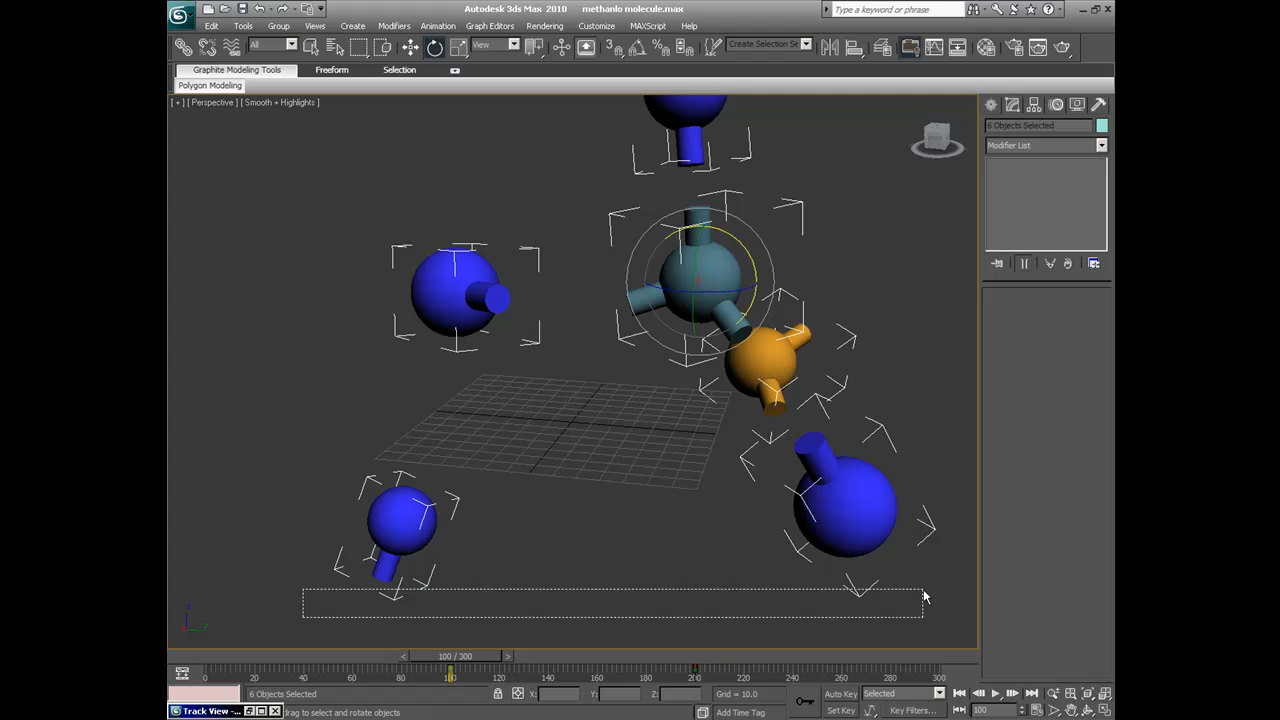 Autodesk 3ds Max 2010 methanlo molecule.max
Type a keyword or phrase
Edit Tools Group Views Create Modifiers Animation Graph Editors Rendering Customize MAXScript Help
All View Create Selection Se
Graphite Modeling Tools Freeform Selection
Polygon Modeling
[ + ] [ Perspective ] [ Smooth + Highlights ]
6 Objects Selected
Modifier List
100 / 300
0 20 40 60 80 100 120 140 160 180 200 220 240 260 280 300
6 Objects Selected X: Y: Z: Grid = 10.0 Auto Key Selected
Track View -... drag to select and rotate objects Add Time Tag Set Key Key Filters... 100